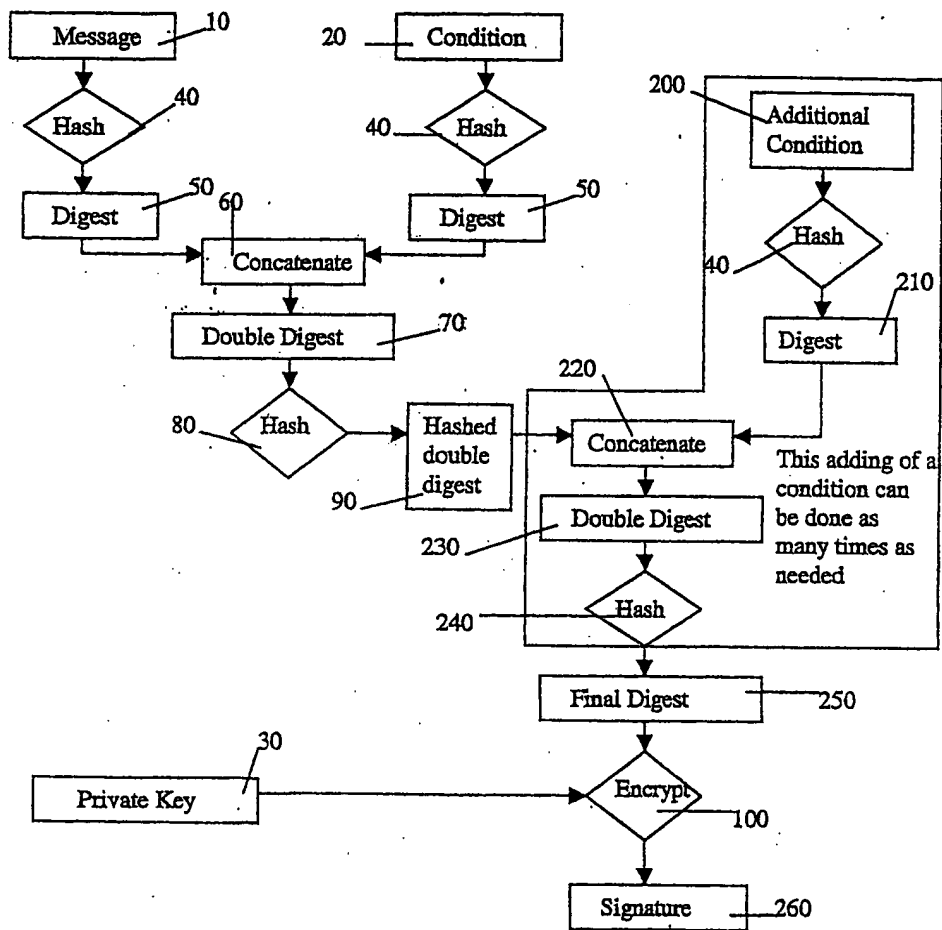 10
Message
20
Condition
40
Hash
40
Hash
200
Additional
Condition
50
Digest
60
50
Digest
40
Hash
Concatenate
210
Digest
70
Double Digest
80
Hash
Hashed
double
digest
90
220
Concatenate
This adding of a
condition can
be done as
many times as
needed
230
Double Digest
240
Hash
Final Digest
250
30
Private Key
Encrypt
100
Signature
260